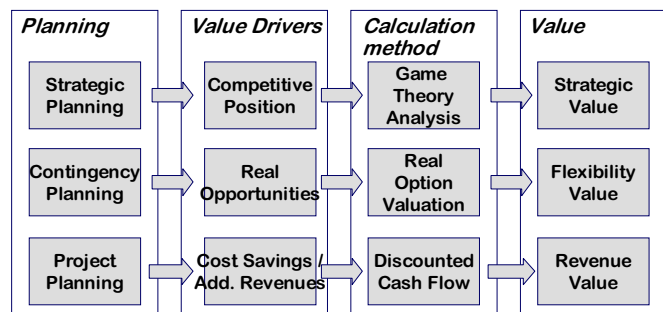 Planning
Value Drivers
Calculation
method
Value
Strategic
Planning
Competitive
Position
Game
Theory
Analysis
Strategic
Value
Contingency
Planning
Real
Opportunities
Real
Option
Valuation
Flexibility
Value
Project
Planning
Cost Savings /
Add. Revenues
Discounted
Cash Flow
Revenue
Value